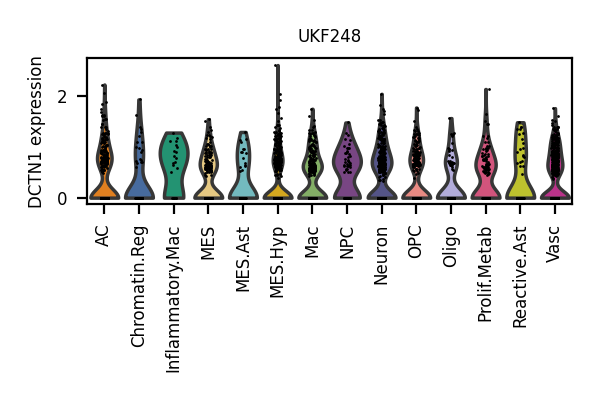 UKF248
DCTN1 expression
2
0
AC
Chromatin.Reg
Inflammatory.Mac
MES
MES.Ast
MES.Hyp
Mac
NPC
Neuron
OPC
Oligo
Prolif.Metab
Reactive.Ast
Vasc